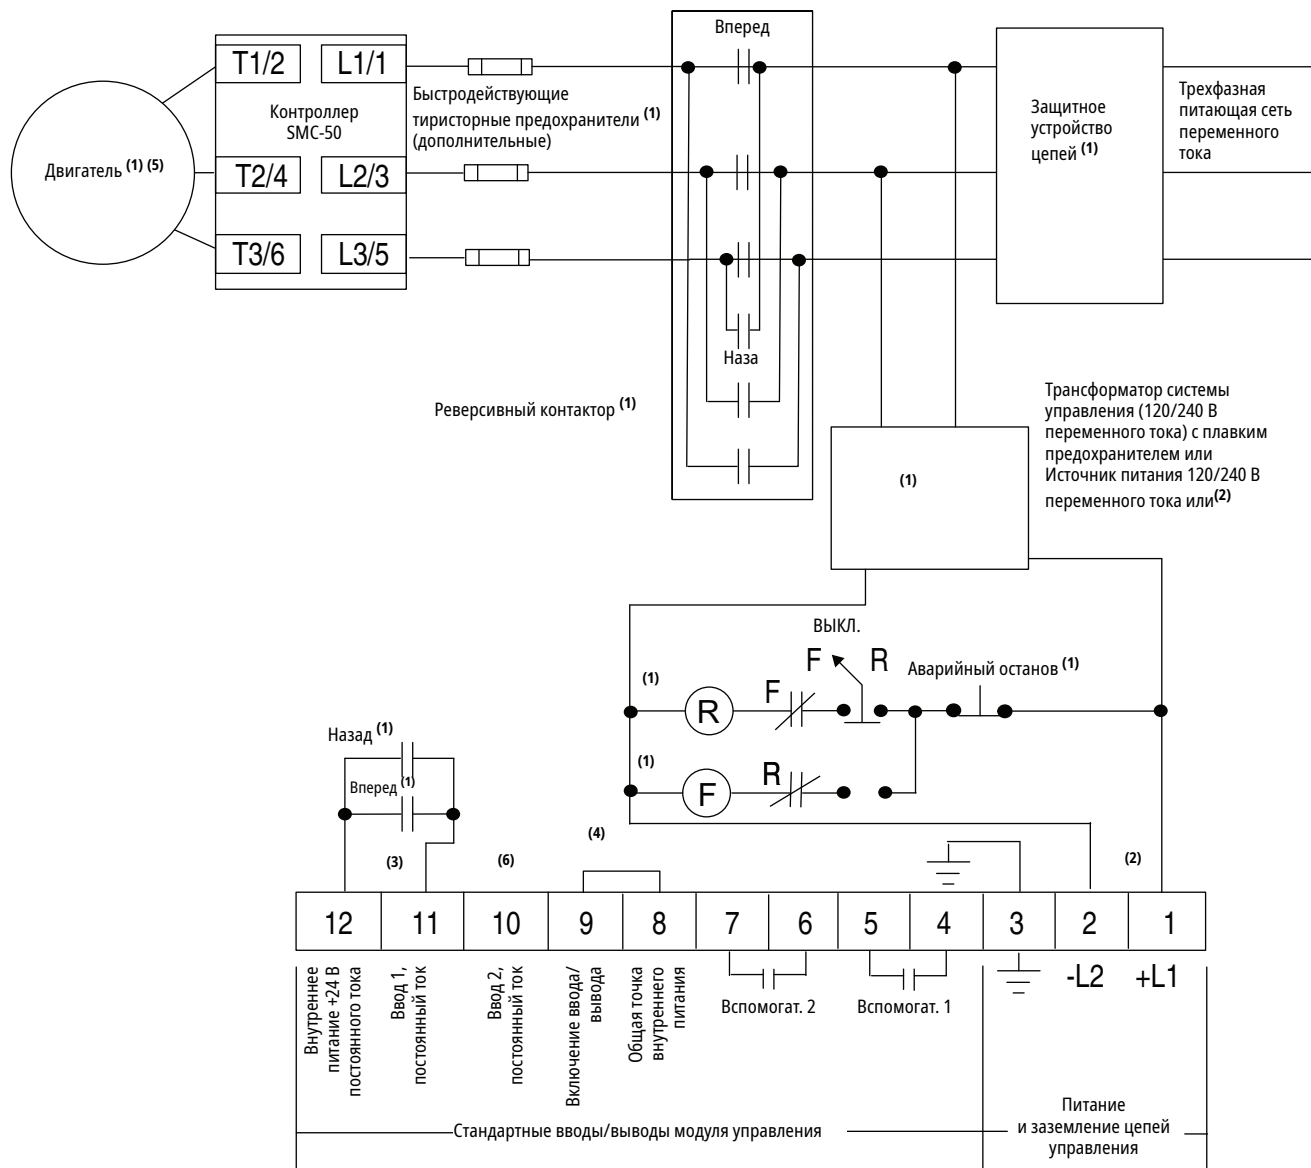 Вперед
T1/2
L1/1
Контроллер
SMC-50
Быстродействующие
тиристорные предохранители (1)
(дополнительные)
Защитное
устройство
цепей (1)
Трехфазная
питающая сеть
переменного
тока
Двигатель (1) (5)
T2/4
L2/3
T3/6
L3/5
Наза
Реверсивный контактор (1)
Трансформатор системы
управления (120/240 В
переменного тока) с плавким
предохранителем или
Источник питания 120/240 В
переменного тока или(2)
(1)
ВЫКЛ.
F
R
Аварийный останов (1)
(1)
R
F
(1)
F
R
Назад (1)
Вперед (1)
(3)
(6)
(4)
(2)
12
11
10
9
8
7
6
5
4
3
2
1
-L2
+L1
Вспомогат. 2
Вспомогат. 1
Внутреннее
питание +24 В
постоянного тока
Ввод 1,
постоянный ток
Ввод 2,
постоянный ток
Включение ввода/
вывода
Общая точка
внутреннего
питания
Стандартные вводы/выводы модуля управления
Питание
и заземление цепей
управления